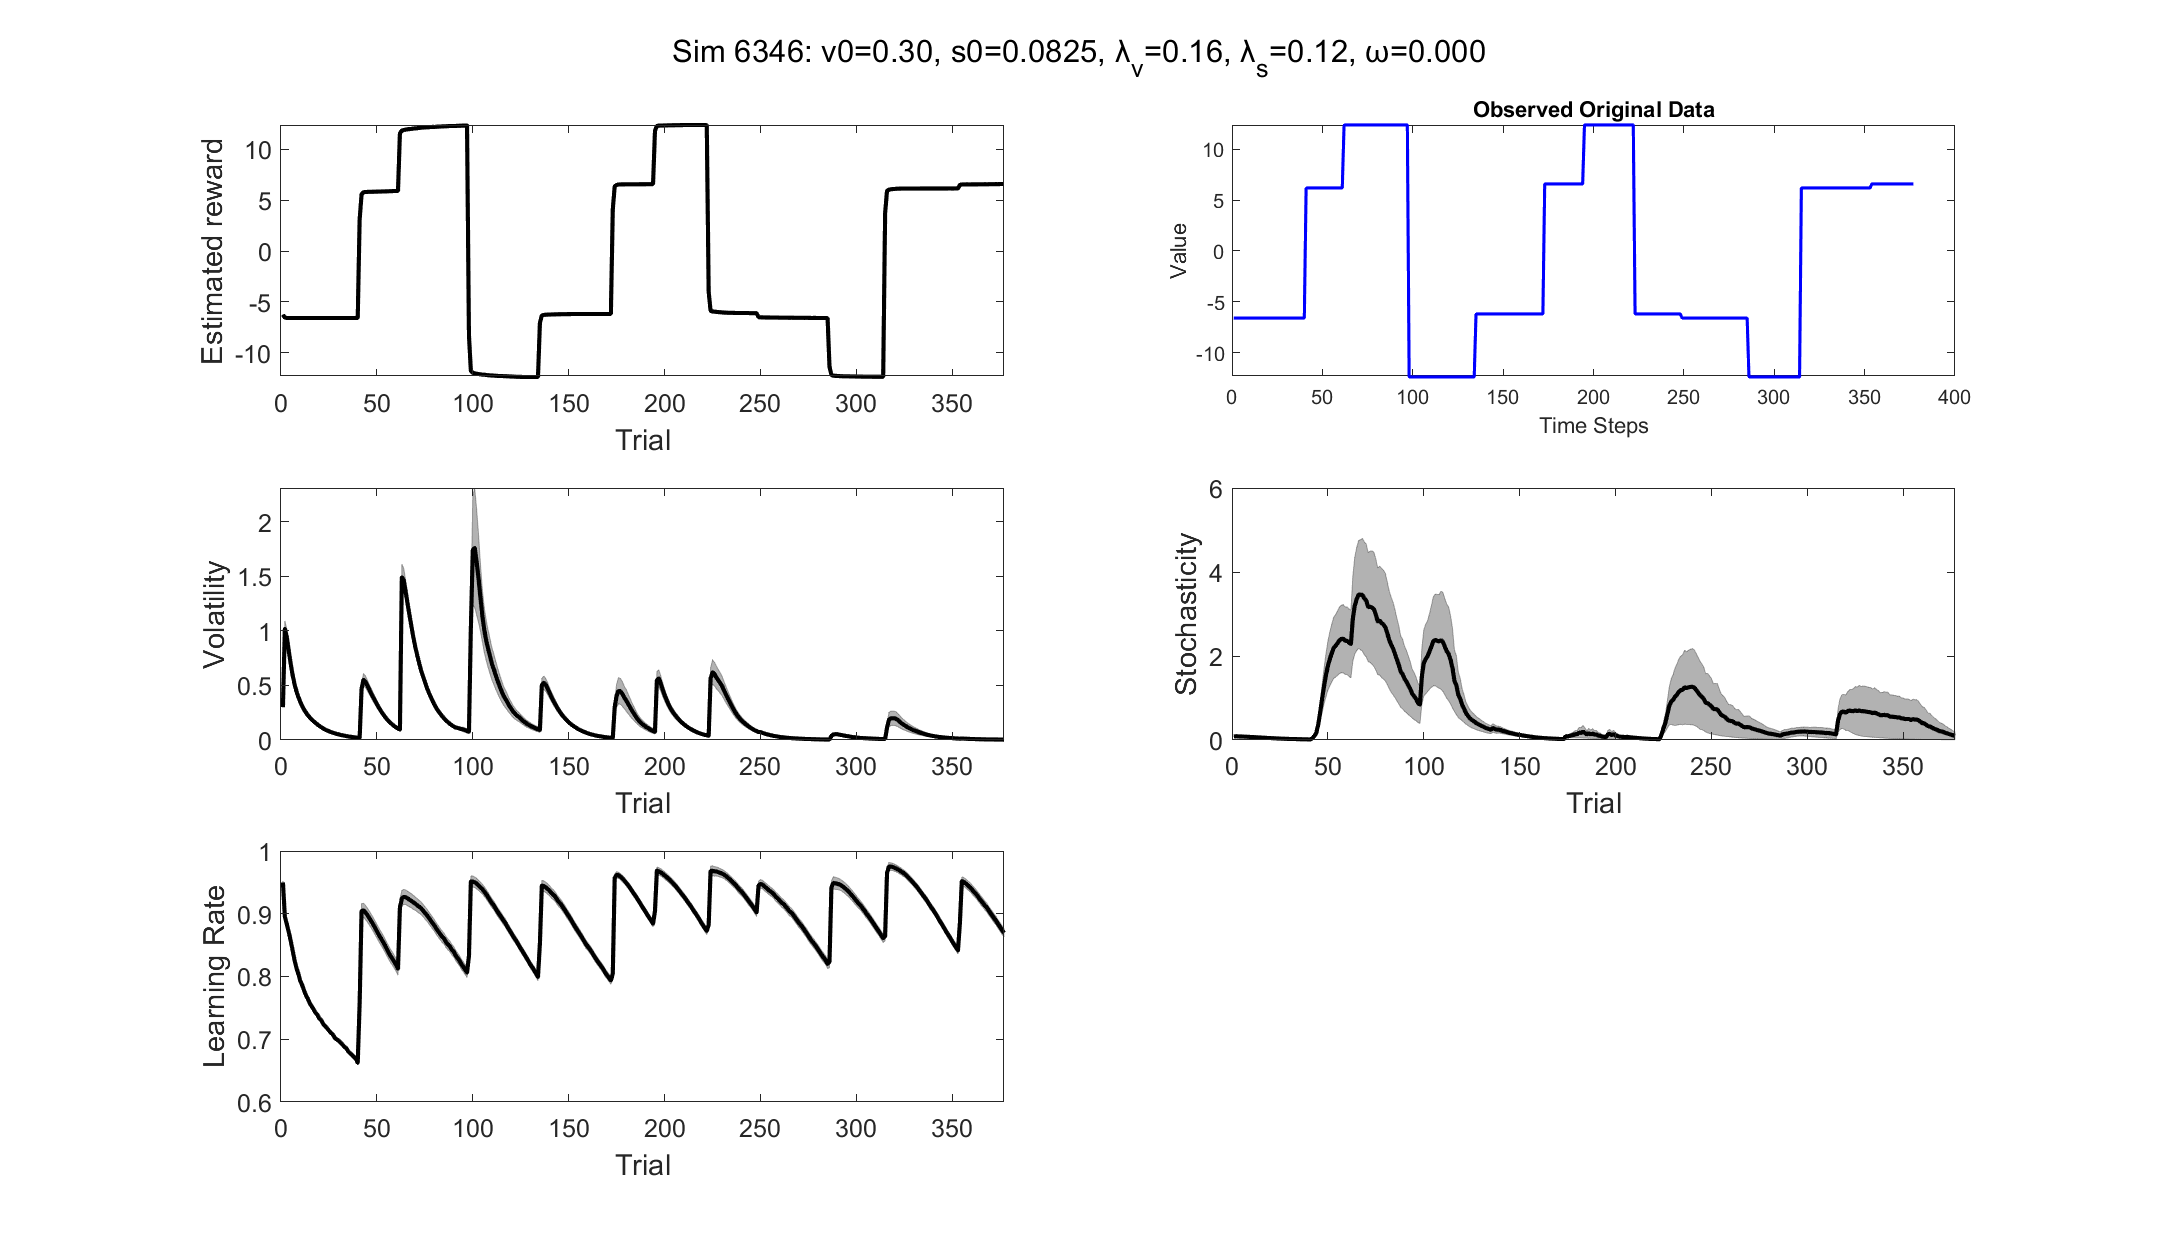 Sim 6346: v0=0.30, s0=0.0825, λv=0.16, λs=0.12, ω=0.000
Estimated reward
10
5
0
-5
-10
0 50 100 150 200 250 300 350
Trial
Observed Original Data
Value
10
5
0
-5
-10
0 50 100 150 200 250 300 350 400
Time Steps
Volatility
2
1.5
1
0.5
0
0 50 100 150 200 250 300 350
Trial
Stochasticity
6
4
2
0
0 50 100 150 200 250 300 350
Trial
Learning Rate
1
0.9
0.8
0.7
0.6
0 50 100 150 200 250 300 350
Trial